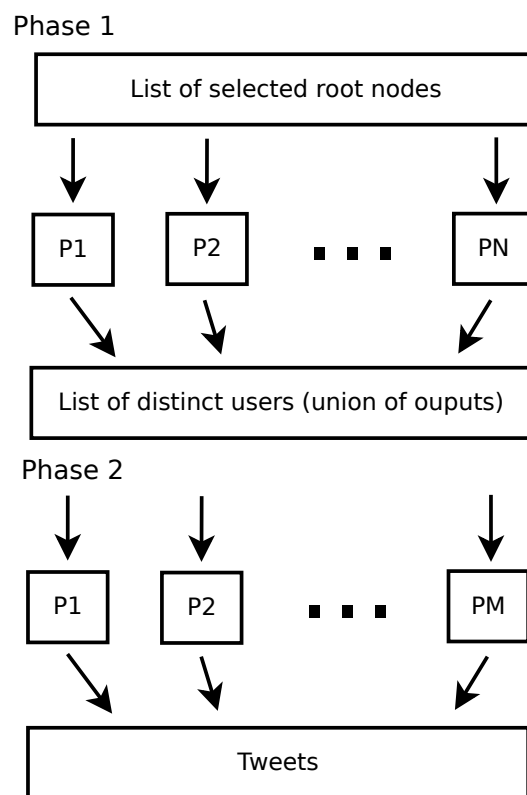 Phase 1
List of selected root nodes
P1
P2
PN
List of distinct users (union of ouputs)
Phase 2
P1
P2
PM
Tweets